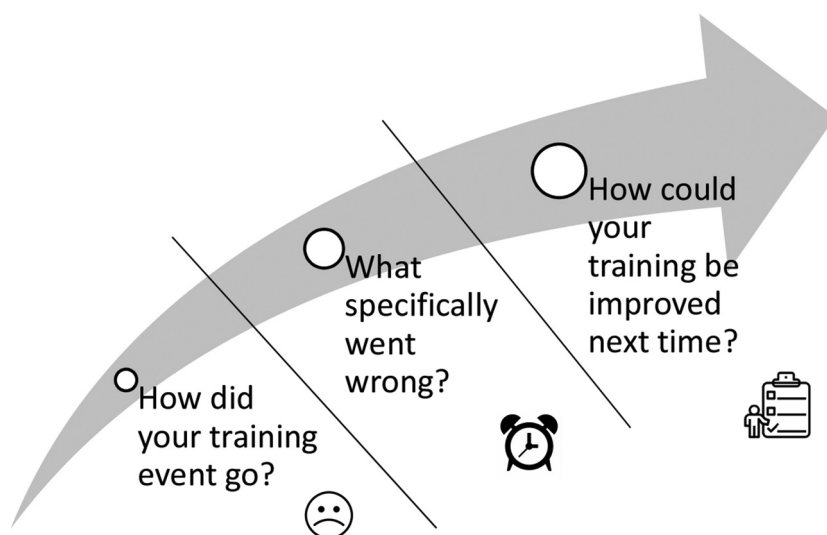 How did
your training
event go?
What
specifically
went
wrong?
How could
your
training be
improved
next time?